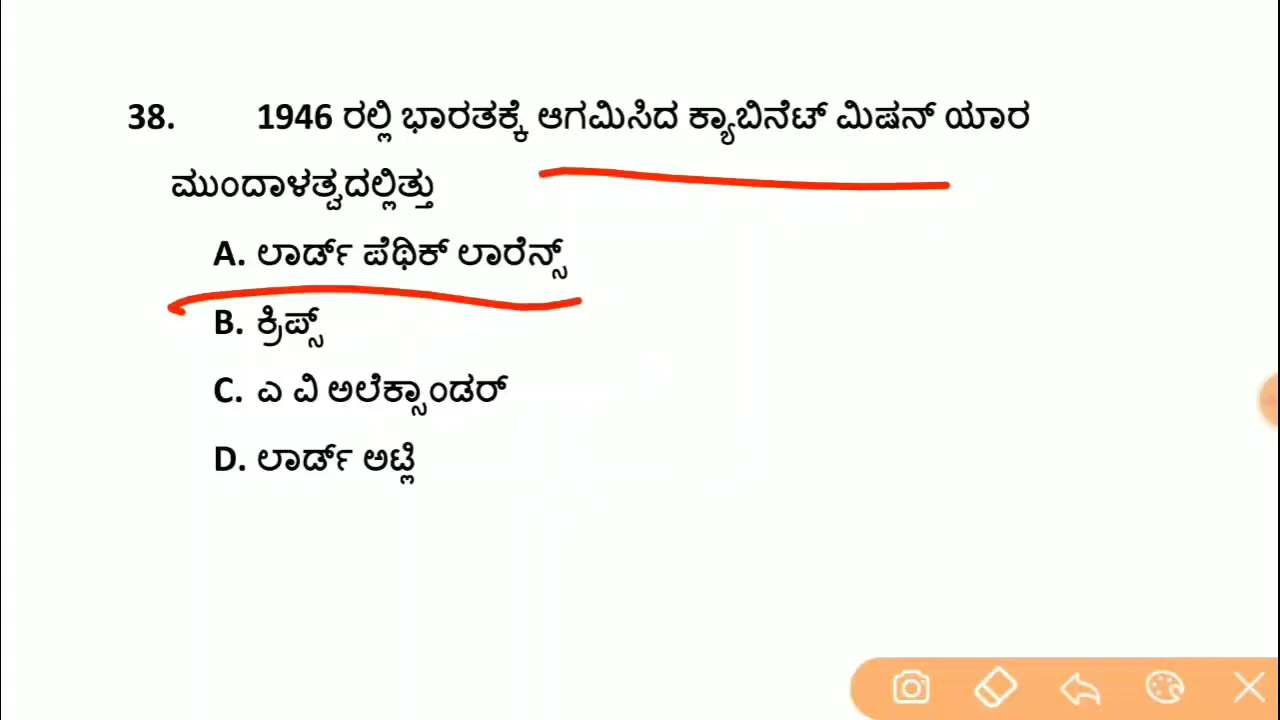 38. 1946 ರಲ್ಲಿ ಭಾರತಕ್ಕೆ ಆಗಮಿಸಿದ ಕ್ಯಾಬಿನೆಟ್ ಮಿಷನ್ ಯಾರ
ಮುಂದಾಳತ್ವದಲ್ಲಿತ್ತು
A. ಲಾರ್ಡ್ ಪೆಥಿಕ್ ಲಾರೆನ್ಸ್
B. ಕ್ರಿಪ್ಸ್
C. ಎ ವಿ ಅಲೆಕ್ಸಾಂಡರ್
D. ಲಾರ್ಡ್ ಅಟ್ಲಿ